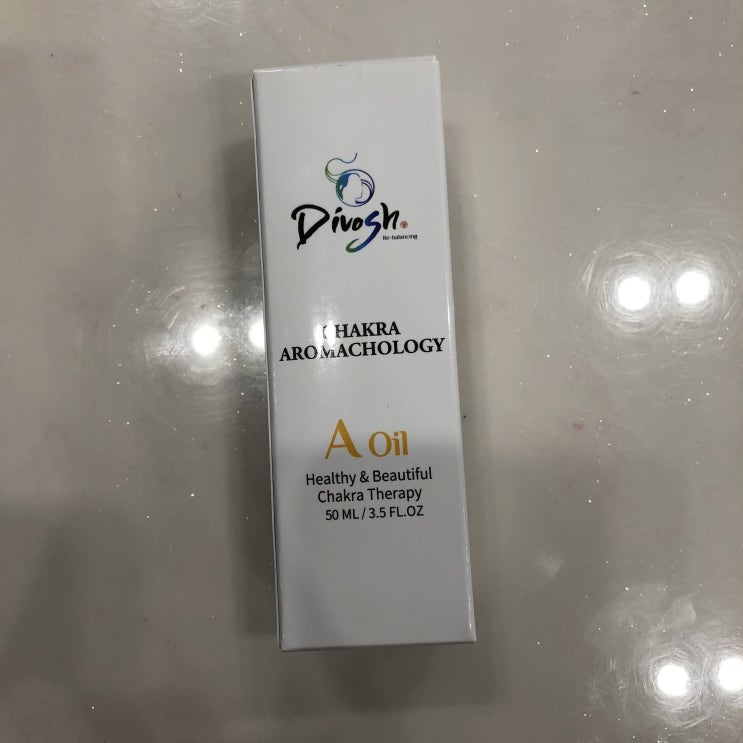 Divosh
Re-balancing
CHAKRA
AROMACHOLOGY
A Oil
Healthy & Beautiful
Chakra Therapy
50 ML / 3.5 FL.OZ